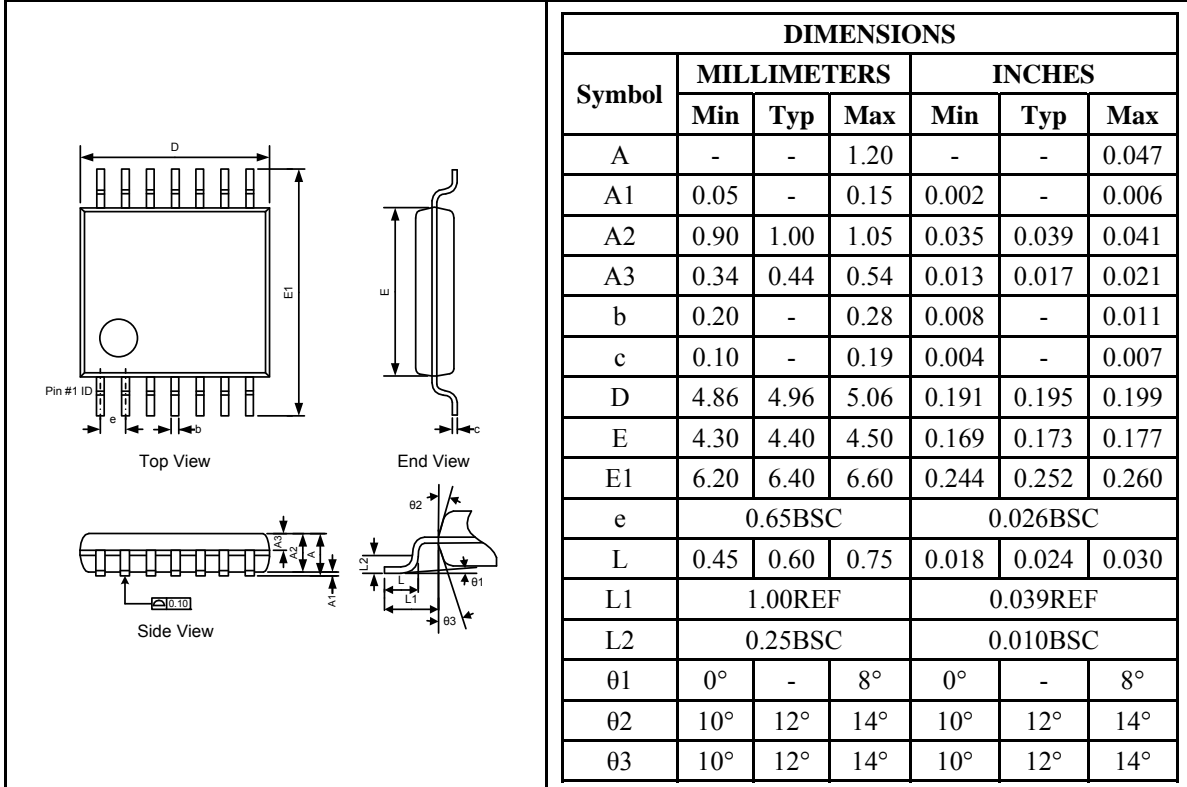 D
E1
E
Pin #1 ID
e
b
c
Top View
End View
θ2
A3
A2
A
A1
L2
L
L1
θ1
θ3
0.10
Side View
DIMENSIONS
Symbol MILLIMETERS INCHES
Min Typ Max Min Typ Max
A - - 1.20 - - 0.047
A1 0.05 - 0.15 0.002 - 0.006
A2 0.90 1.00 1.05 0.035 0.039 0.041
A3 0.34 0.44 0.54 0.013 0.017 0.021
b 0.20 - 0.28 0.008 - 0.011
c 0.10 - 0.19 0.004 - 0.007
D 4.86 4.96 5.06 0.191 0.195 0.199
E 4.30 4.40 4.50 0.169 0.173 0.177
E1 6.20 6.40 6.60 0.244 0.252 0.260
e 0.65BSC 0.026BSC
L 0.45 0.60 0.75 0.018 0.024 0.030
L1 1.00REF 0.039REF
L2 0.25BSC 0.010BSC
θ1 0° - 8° 0° - 8°
θ2 10° 12° 14° 10° 12° 14°
θ3 10° 12° 14° 10° 12° 14°